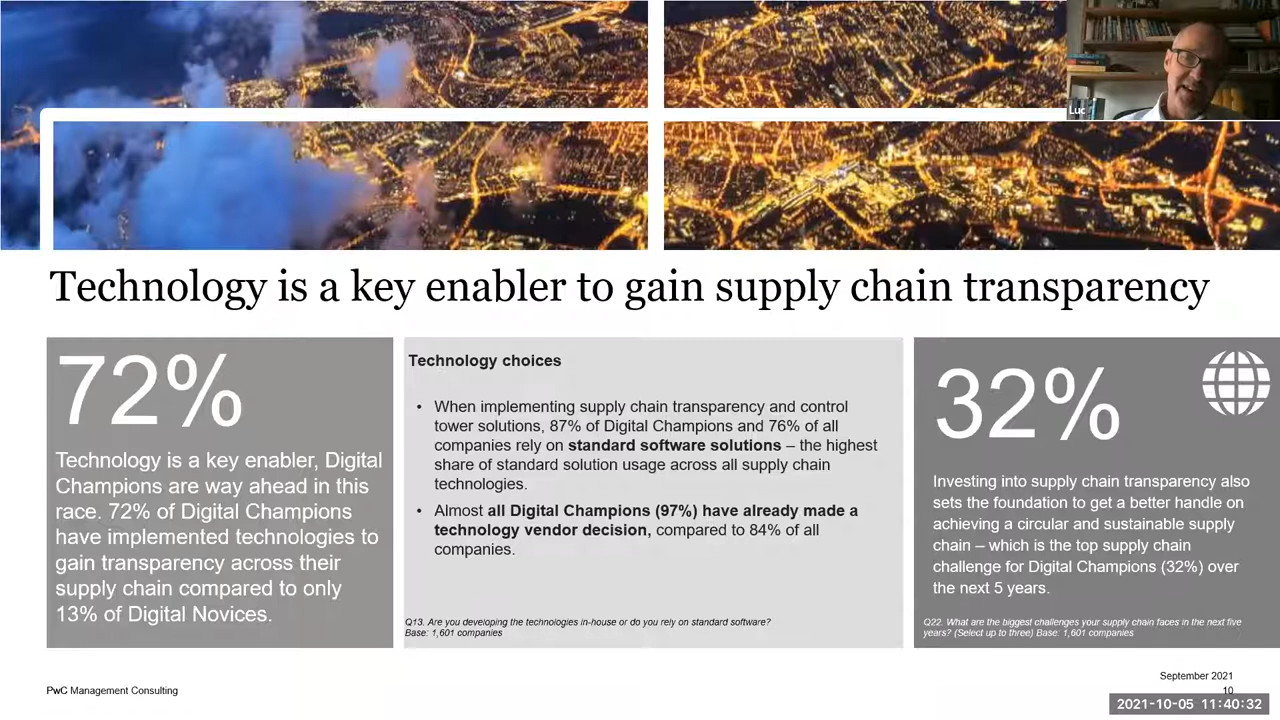 Luc
Technology is a key enabler to gain supply chain transparency
72%
Technology is a key enabler, Digital
Champions are way ahead in this
race. 72% of Digital Champions
have implemented technologies to
gain transparency across their
supply chain compared to only
13% of Digital Novices.
Technology choices
• When implementing supply chain transparency and control
tower solutions, 87% of Digital Champions and 76% of all
companies rely on standard software solutions – the highest
share of standard solution usage across all supply chain
technologies.
• Almost all Digital Champions (97%) have already made a
technology vendor decision, compared to 84% of all
companies.
Q13. Are you developing the technologies in-house or do you rely on standard software?
Base: 1,601 companies
32%
Investing into supply chain transparency also
sets the foundation to get a better handle on
achieving a circular and sustainable supply
chain – which is the top supply chain
challenge for Digital Champions (32%) over
the next 5 years.
Q22. What are the biggest challenges your supply chain faces in the next five
years? (Select up to three) Base: 1,601 companies
PwC Management Consulting
September 2021
10
2021-10-05 11:40:32